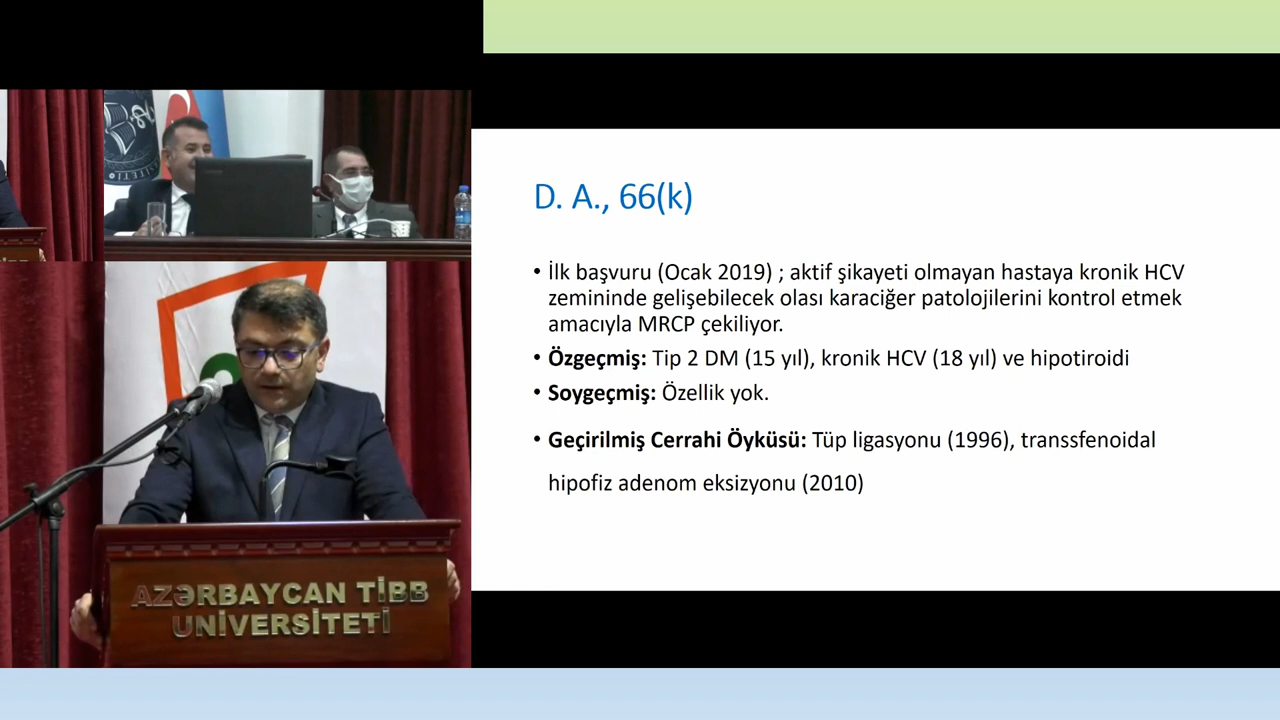 D. A., 66(k)
• İlk başvuru (Ocak 2019) ; aktif şikayeti olmayan hastaya kronik HCV
zemininde gelişebilecek olası karaciğer patolojilerini kontrol etmek
amacıyla MRCP çekiliyor.
• Özgeçmiş: Tip 2 DM (15 yıl), kronik HCV (18 yıl) ve hipotiroidi
• Soygeçmiş: Özellik yok.
• Geçirilmiş Cerrahi Öyküsü: Tüp ligasyonu (1996), transsfenoidal
hipofiz adenom eksizyonu (2010)
AZƏRBAYCAN TİBB
UNİVERSİTETİ